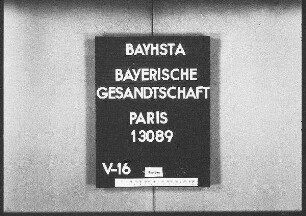 BAYHSTA
BAYERISCHE
GESANDTSCHAFT
PARIS
13089
V-16